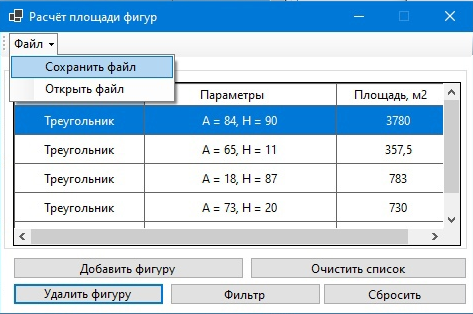 Расчёт площади фигур
Файл
Сохранить файл
Открыть файл
Параметры Площадь, м2
Треугольник A = 84, H = 90 3780
Треугольник A = 65, H = 11 357,5
Треугольник A = 18, H = 87 783
Треугольник A = 73, H = 20 730
Добавить фигуру Очистить список
Удалить фигуру Фильтр Сбросить